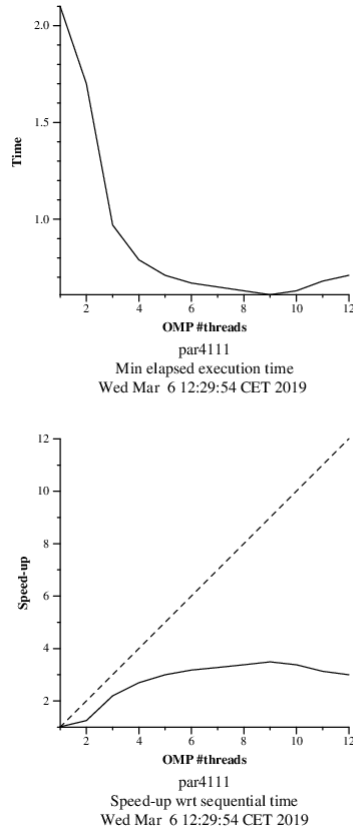 2.0
1.5
1.0
Time
2 4 6 8 10 12
OMP #threads
par4111
Min elapsed execution time
Wed Mar  6 12:29:54 CET 2019
12
10
8
6
4
2
Speed-up
2 4 6 8 10 12
OMP #threads
par4111
Speed-up wrt sequential time
Wed Mar  6 12:29:54 CET 2019